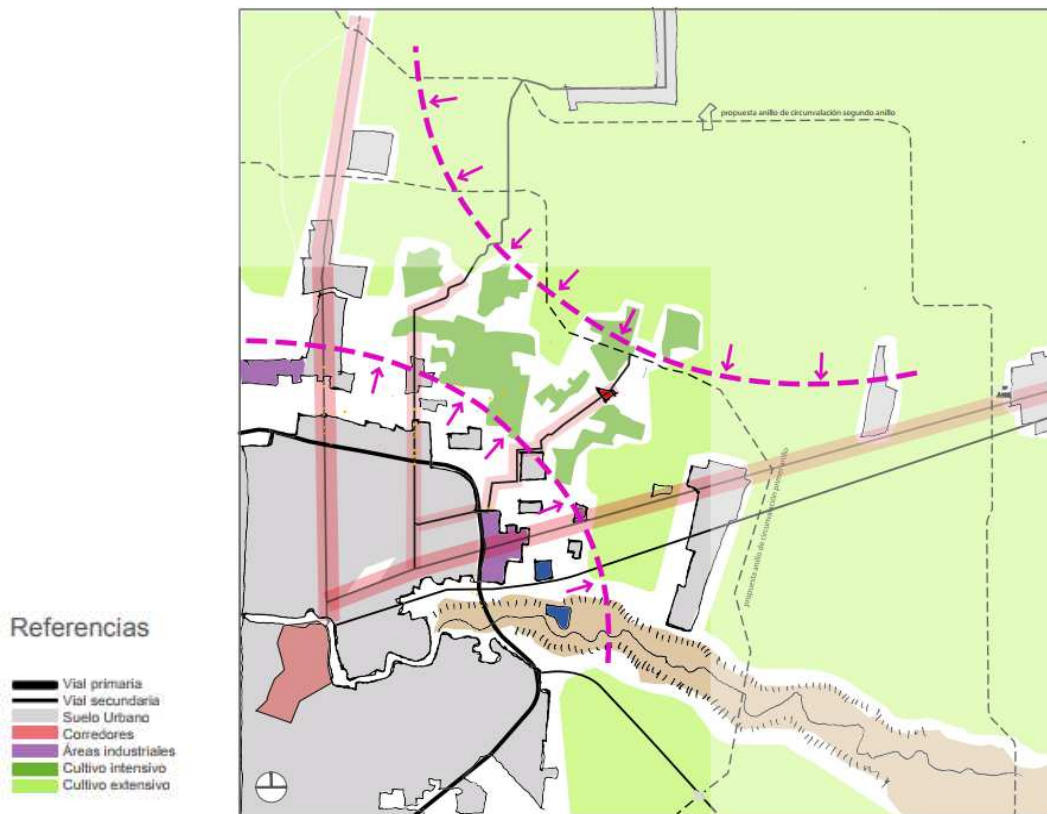 propuesta anillo de circunvalación segundo anillo
propuesta anillo de circunvalación primer anillo
Referencias
Vial primaria
Vial secundaria
Suelo Urbano
Corredores
Áreas industriales
Cultivo intensivo
Cultivo extensivo